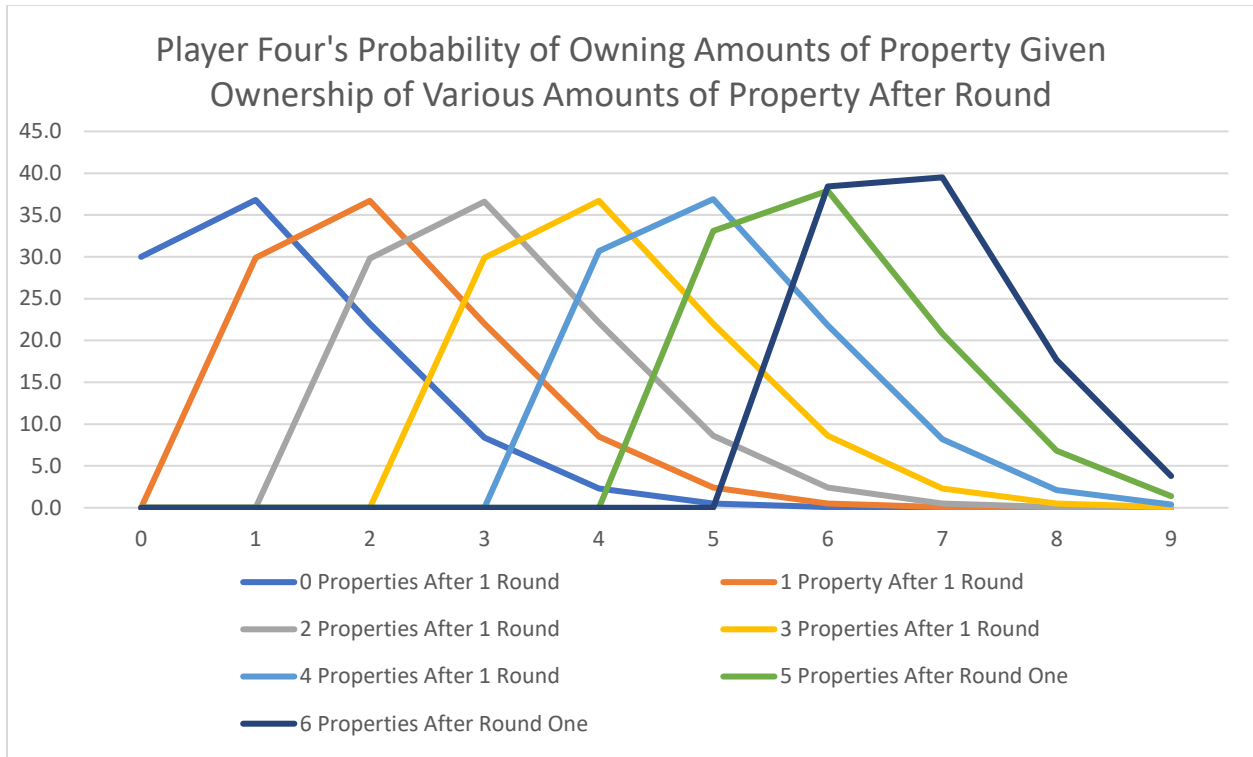 Player Four's Probability of Owning Amounts of Property Given
Ownership of Various Amounts of Property After Round
45.0
40.0
35.0
30.0
25.0
20.0
15.0
10.0
5.0
0.0
0 1 2 3 4 5 6 7 8 9
0 Properties After 1 Round 1 Property After 1 Round
2 Properties After 1 Round 3 Properties After 1 Round
4 Properties After 1 Round 5 Properties After Round One
6 Properties After Round One